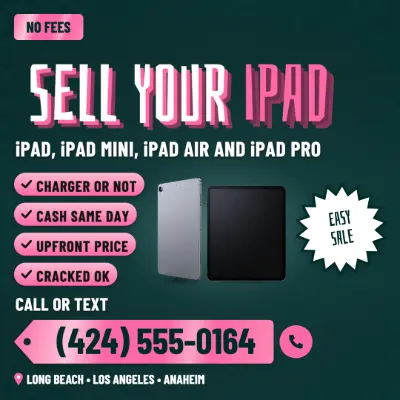 NO FEES
SELL YOUR IPAD
iPAD, iPAD MINI, iPAD AIR AND iPAD PRO
CHARGER OR NOT
CASH SAME DAY
UPFRONT PRICE
CRACKED OK
EASY
SALE
CALL OR TEXT
(424) 555-0164
LONG BEACH • LOS ANGELES • ANAHEIM